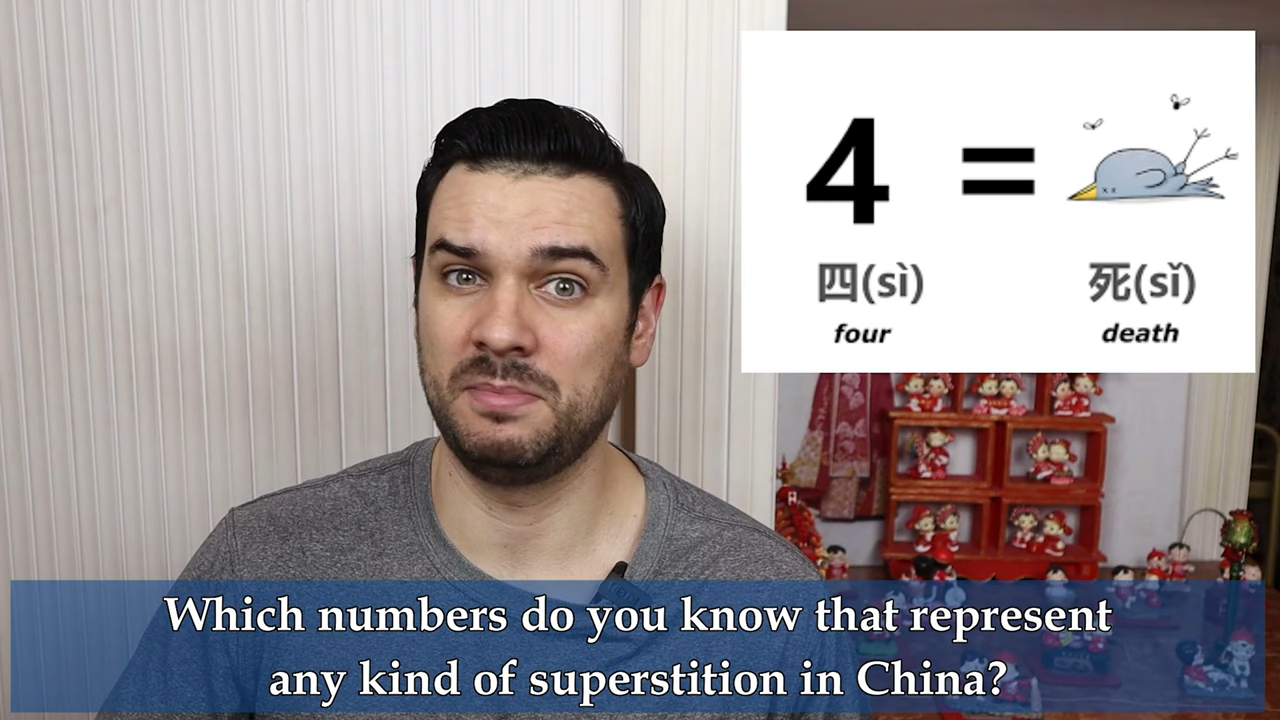 4 =
四(sì) 死(sǐ)
four death
Which numbers do you know that represent
any kind of superstition in China?